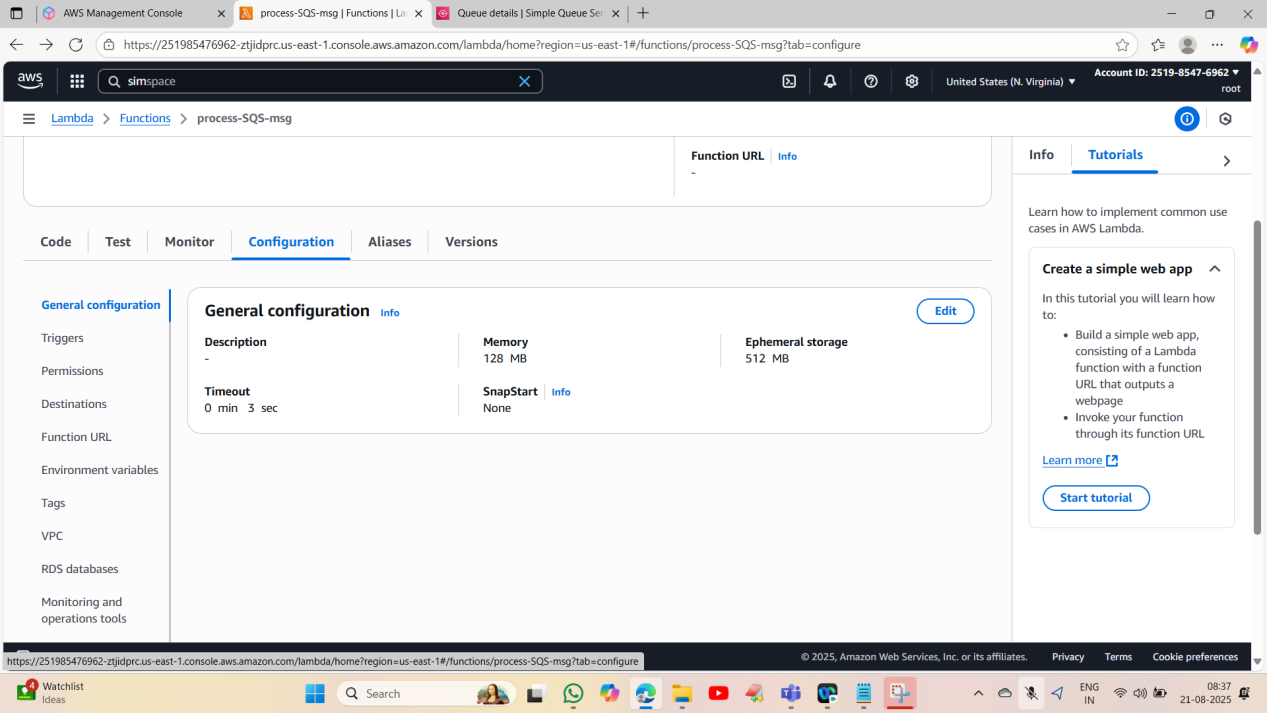 AWS Management Console
process-SQS-msg | Functions | La
Queue details | Simple Queue Ser
https://251985476962-ztjidprc.us-east-1.console.aws.amazon.com/lambda/home?region=us-east-1#/functions/process-SQS-msg?tab=configure
aws
simspace
United States (N. Virginia)
Account ID: 2519-8547-6962
root
Lambda
Functions
process-SQS-msg
Function URL
Info
-
Code
Test
Monitor
Configuration
Aliases
Versions
General configuration
Triggers
Permissions
Destinations
Function URL
Environment variables
Tags
VPC
RDS databases
Monitoring and
operations tools
General configuration
Info
Edit
Description
-
Memory
128 MB
Ephemeral storage
512 MB
Timeout
0 min 3 sec
SnapStart
Info
None
Info
Tutorials
Learn how to implement common use
cases in AWS Lambda.
Create a simple web app
In this tutorial you will learn how
to:
• Build a simple web app,
consisting of a Lambda
function with a function
URL that outputs a
webpage
• Invoke your function
through its function URL
Learn more
Start tutorial
https://251985476962-ztjidprc.us-east-1.console.aws.amazon.com/lambda/home?region=us-east-1#/functions/process-SQS-msg?tab=configure
© 2025, Amazon Web Services, Inc. or its affiliates.
Privacy
Terms
Cookie preferences
4
Watchlist
Ideas
Search
ENG
IN
08:37
21-08-2025